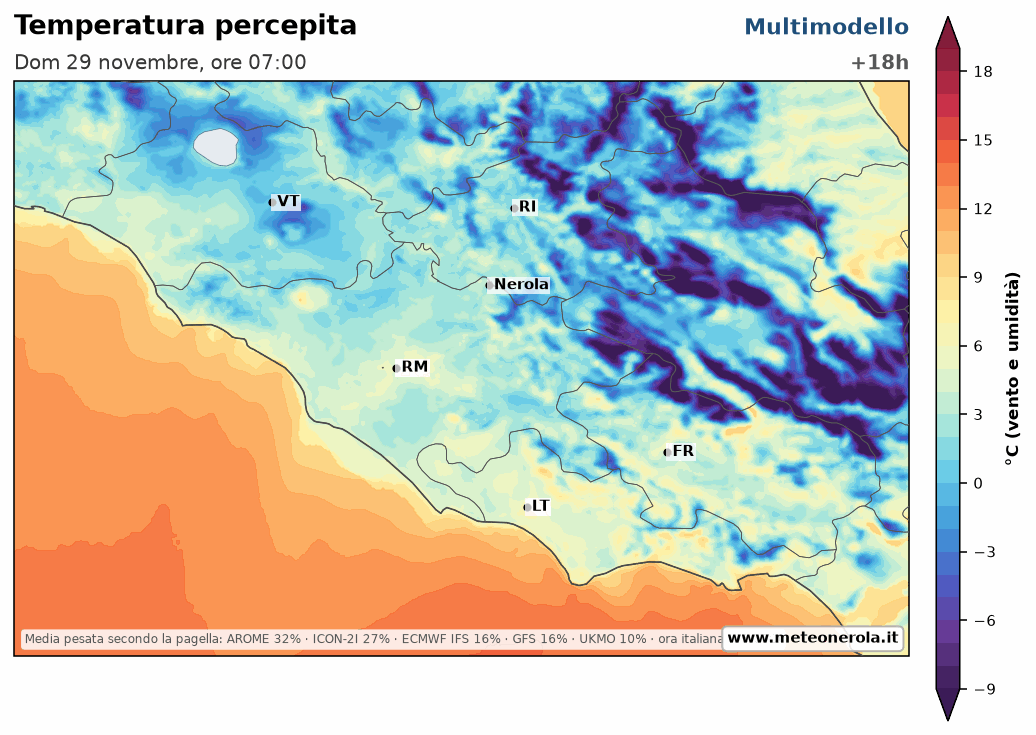 Temperatura percepita
Multimodello
Dom 29 novembre, ore 07:00
+18h
VT
RI
Nerola
RM
FR
LT
18
15
12
9
6
3
0
−3
−6
−9
°C (vento e umidità)
Media pesata secondo la pagella: AROME 32% · ICON-2I 27% · ECMWF IFS 16% · GFS 16% · UKMO 10% · ora italiana
www.meteonerola.it